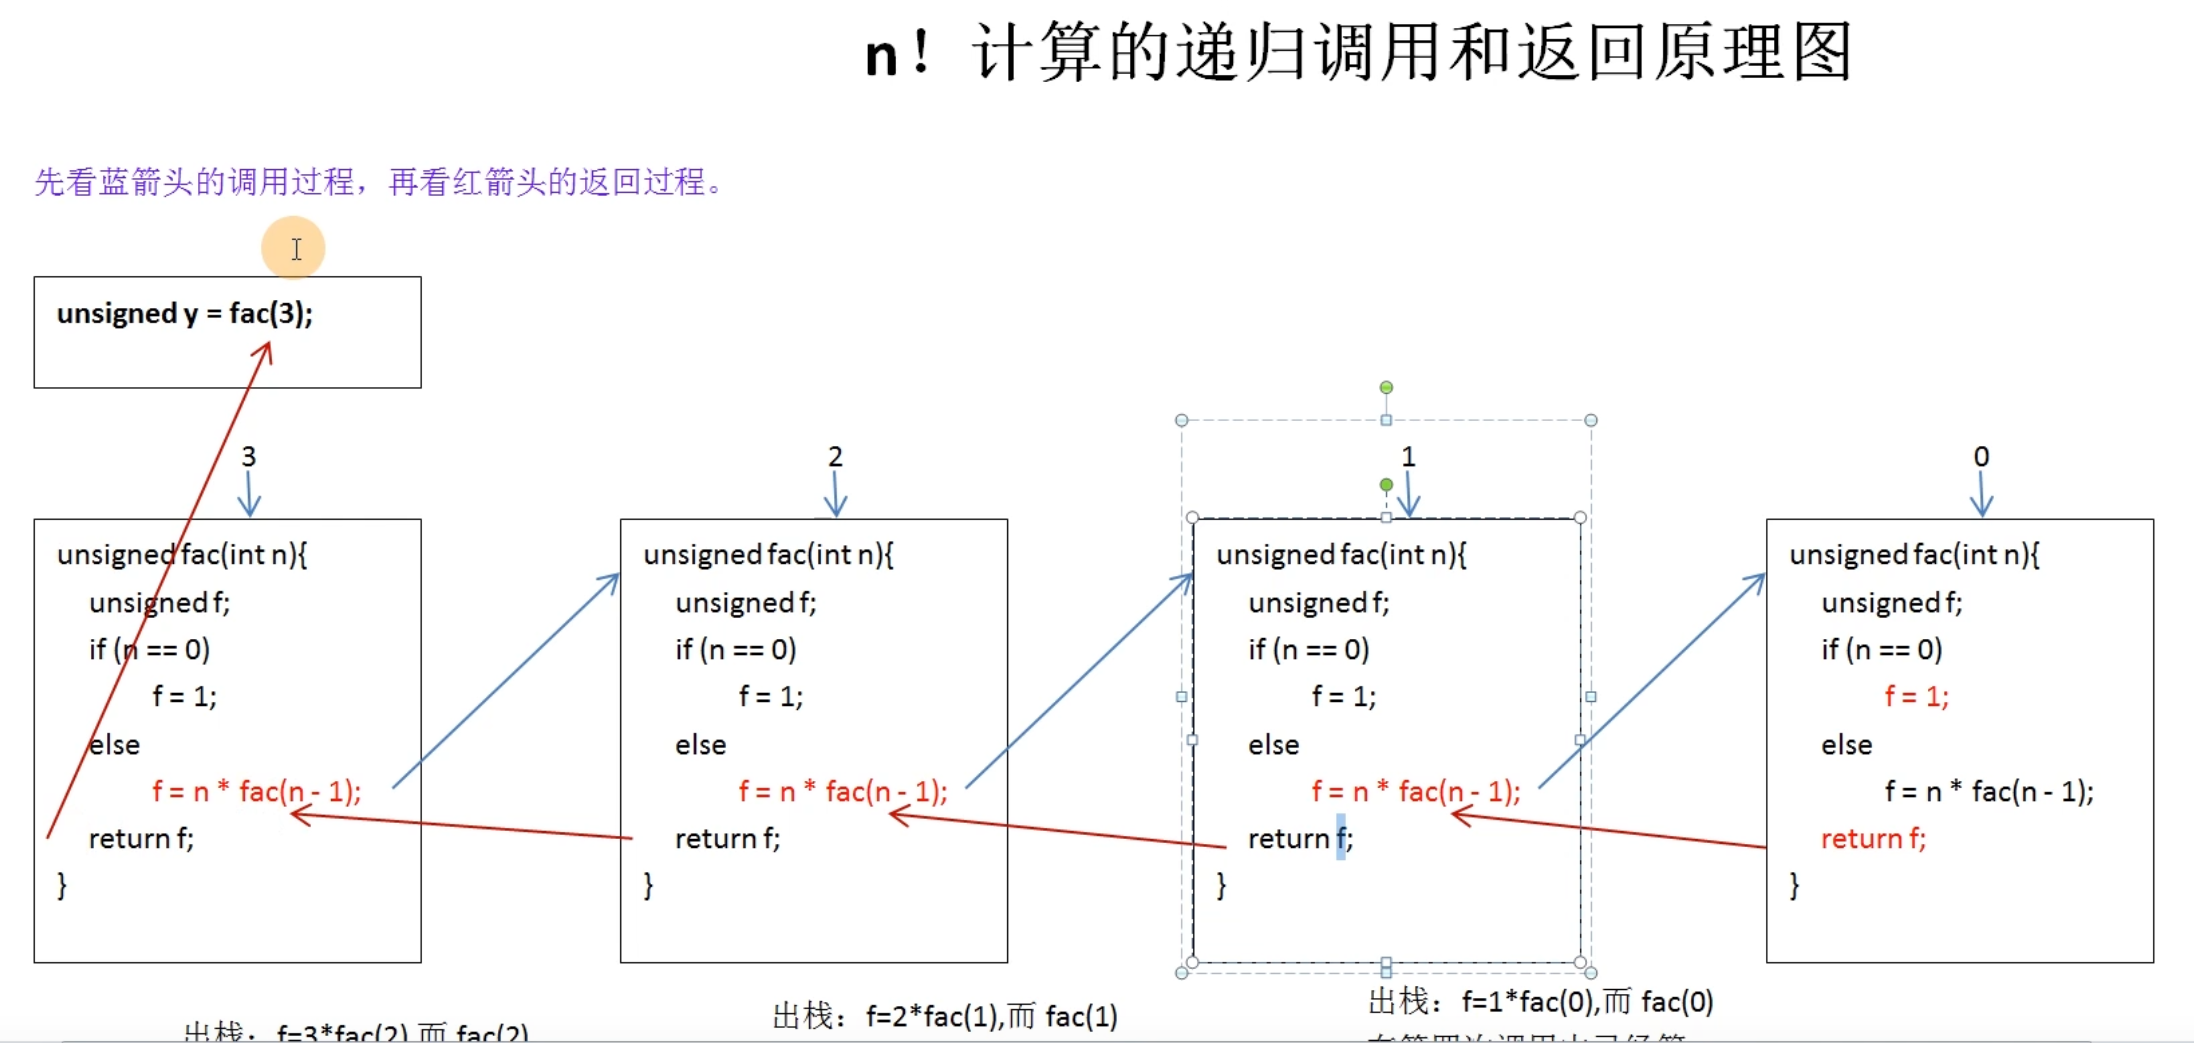 n！计算的递归调用和返回原理图
先看蓝箭头的调用过程，再看红箭头的返回过程。
unsigned y = fac(3);
3
unsigned fac(int n){
unsigned f;
if (n == 0)
f = 1;
else
f = n * fac(n - 1);
return f;
}
出栈：f=3*fac(2),而 fac(2)
2
unsigned fac(int n){
unsigned f;
if (n == 0)
f = 1;
else
f = n * fac(n - 1);
return f;
}
出栈：f=2*fac(1),而 fac(1)
1
unsigned fac(int n){
unsigned f;
if (n == 0)
f = 1;
else
f = n * fac(n - 1);
return f;
}
出栈：f=1*fac(0),而 fac(0)
0
unsigned fac(int n){
unsigned f;
if (n == 0)
f = 1;
else
f = n * fac(n - 1);
return f;
}